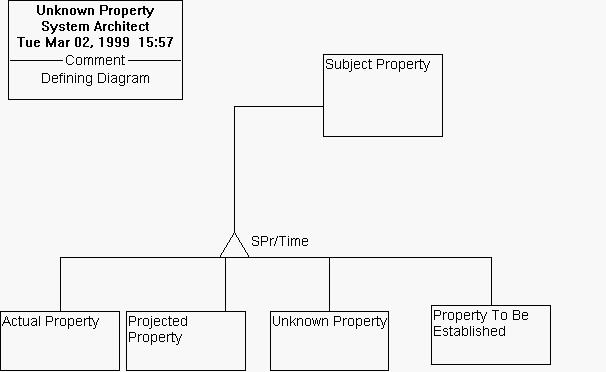 Unknown Property
System Architect
Tue Mar 02, 1999 15:57
Comment
Defining Diagram
Subject Property
SPr/Time
Actual Property
Projected
Property
Unknown Property
Property To Be
Established